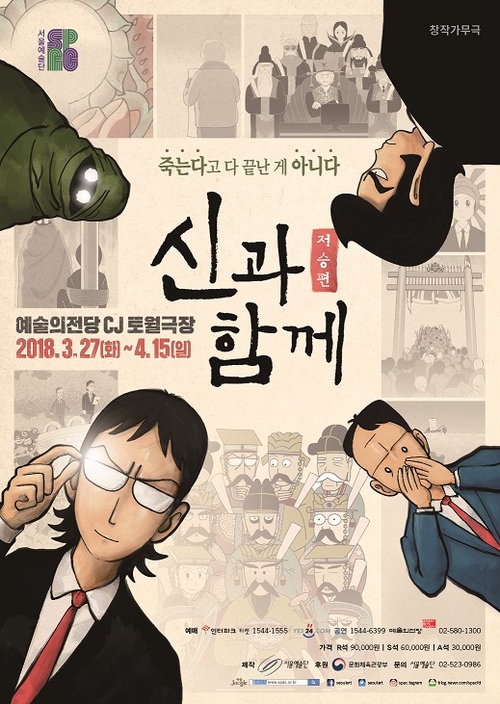 서울예술단
SPAC
창작가무극
죽는다고 다 끝난 게 아니다
신과
함께
저승편
예술의전당 CJ 토월극장
2018. 3. 27(화) ~ 4. 15(일)
예매 인터파크 티켓 1544-1555 YES24.COM 공연 1544-6399 예술의전당 02-580-1300
가격 R석 90,000원 | S석 60,000원 | A석 30,000원
제작 서울예술단 후원 문화체육관광부 문의 서울예술단 02-523-0986